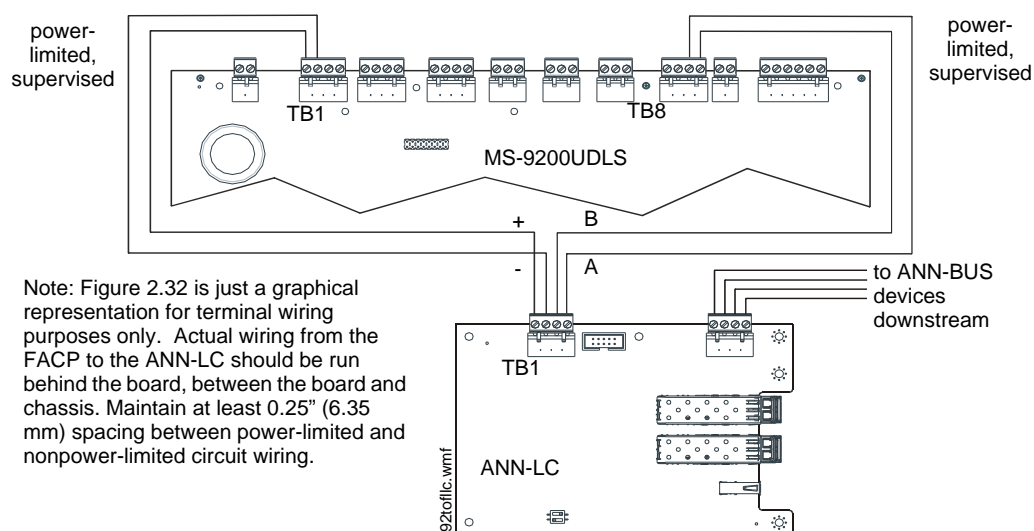 power-
limited,
supervised
power-
limited,
supervised
TB1
TB8
MS-9200UDLS
+
B
-
A
Note: Figure 2.32 is just a graphical
representation for terminal wiring
purposes only. Actual wiring from the
FACP to the ANN-LC should be run
behind the board, between the board and
chassis. Maintain at least 0.25” (6.35
mm) spacing between power-limited and
nonpower-limited circuit wiring.
to ANN-BUS
devices
downstream
TB1
ANN-LC
92tofllc.wmf